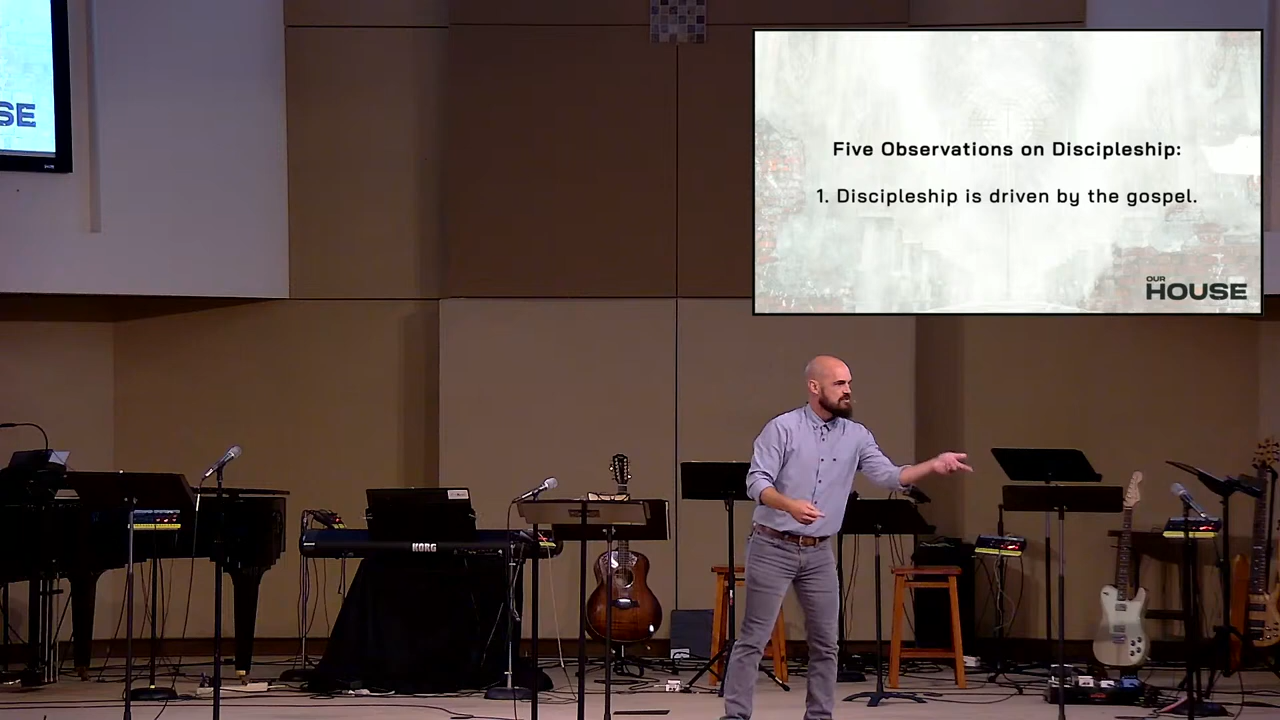 SE
Five Observations on Discipleship:
1. Discipleship is driven by the gospel.
OUR
HOUSE
KORG